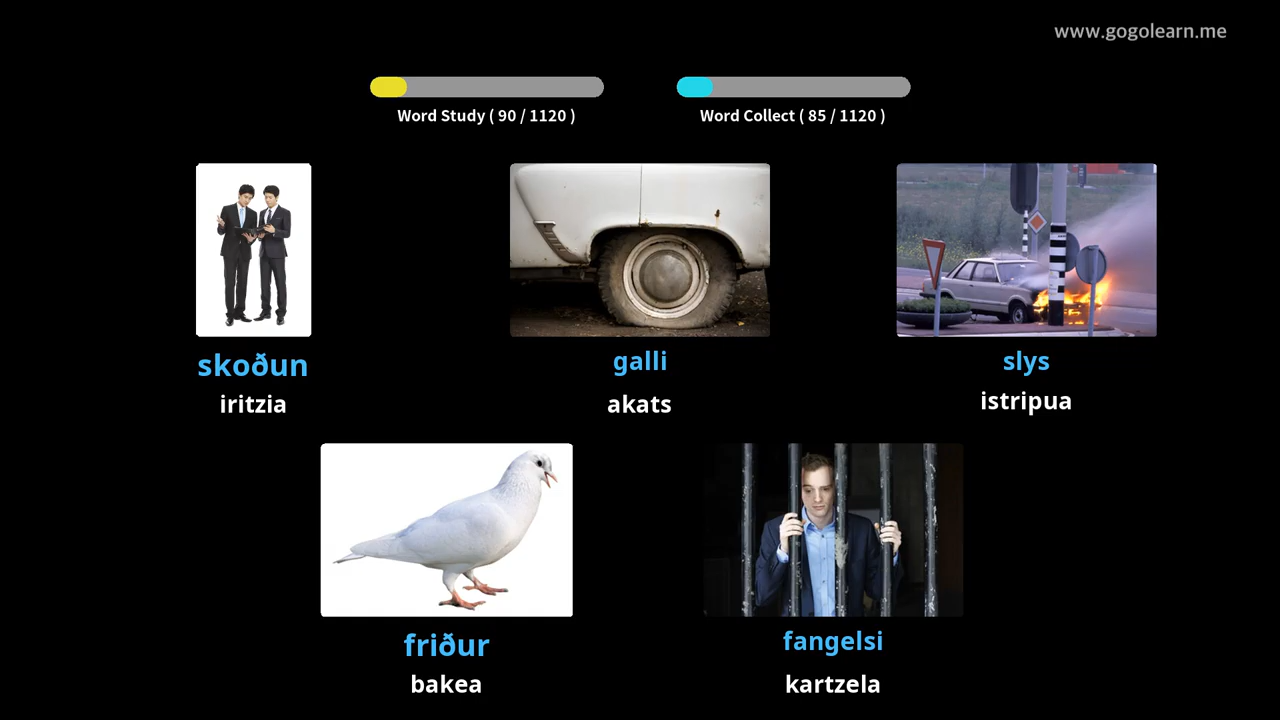 www.gogolearn.me
Word Study ( 90 / 1120 )
Word Collect ( 85 / 1120 )
skoðun
iritzia
galli
akats
slys
istripua
friður
bakea
fangelsi
kartzela